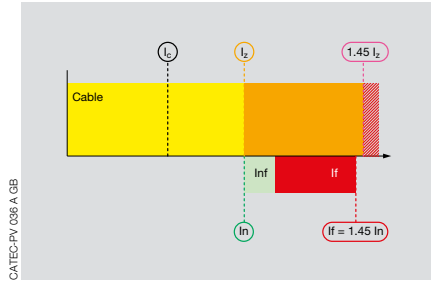 Ic
Iz
1.45 Iz
Cable
Inf
If
In
If = 1.45 In
CATEC-PV 036 A GB